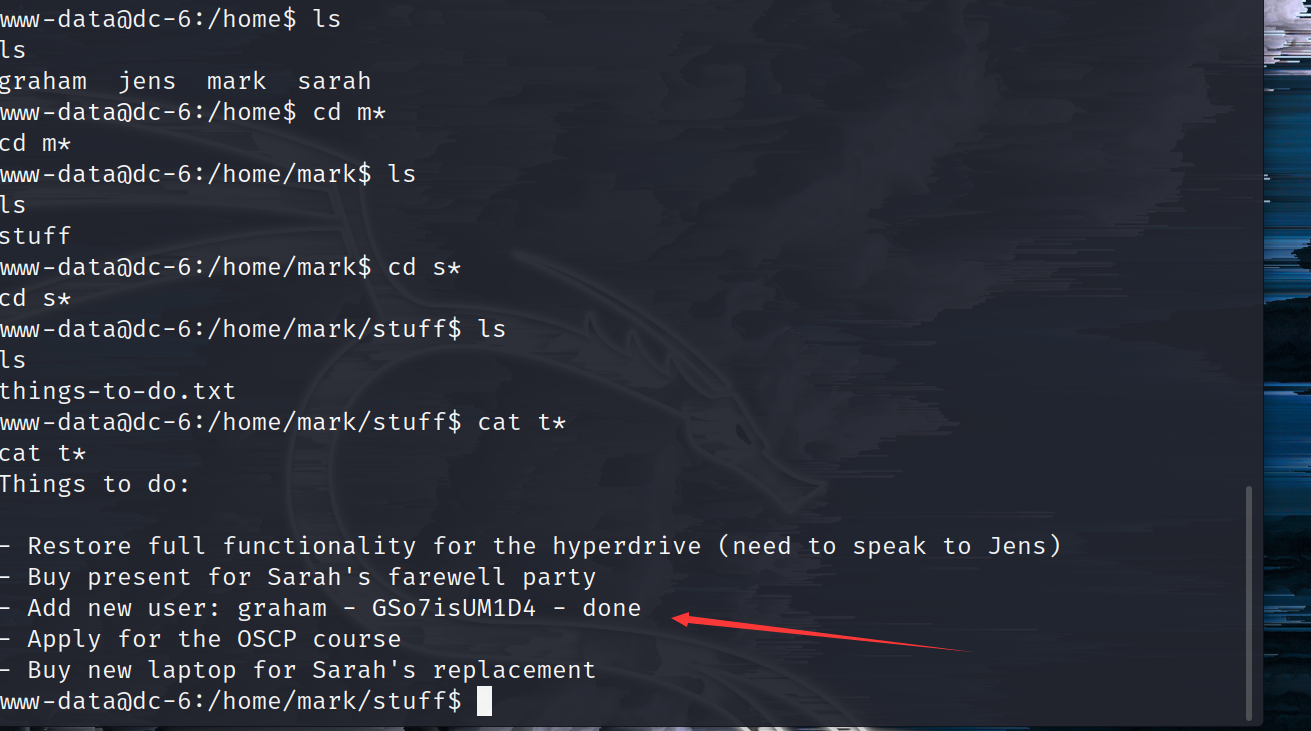 www-data@dc-6:/home$ ls
ls
graham  jens  mark  sarah
www-data@dc-6:/home$ cd m*
cd m*
www-data@dc-6:/home/mark$ ls
ls
stuff
www-data@dc-6:/home/mark$ cd s*
cd s*
www-data@dc-6:/home/mark/stuff$ ls
ls
things-to-do.txt
www-data@dc-6:/home/mark/stuff$ cat t*
cat t*
Things to do:

- Restore full functionality for the hyperdrive (need to speak to Jens)
- Buy present for Sarah's farewell party
- Add new user: graham - GSo7isUM1D4 - done
- Apply for the OSCP course
- Buy new laptop for Sarah's replacement
www-data@dc-6:/home/mark/stuff$